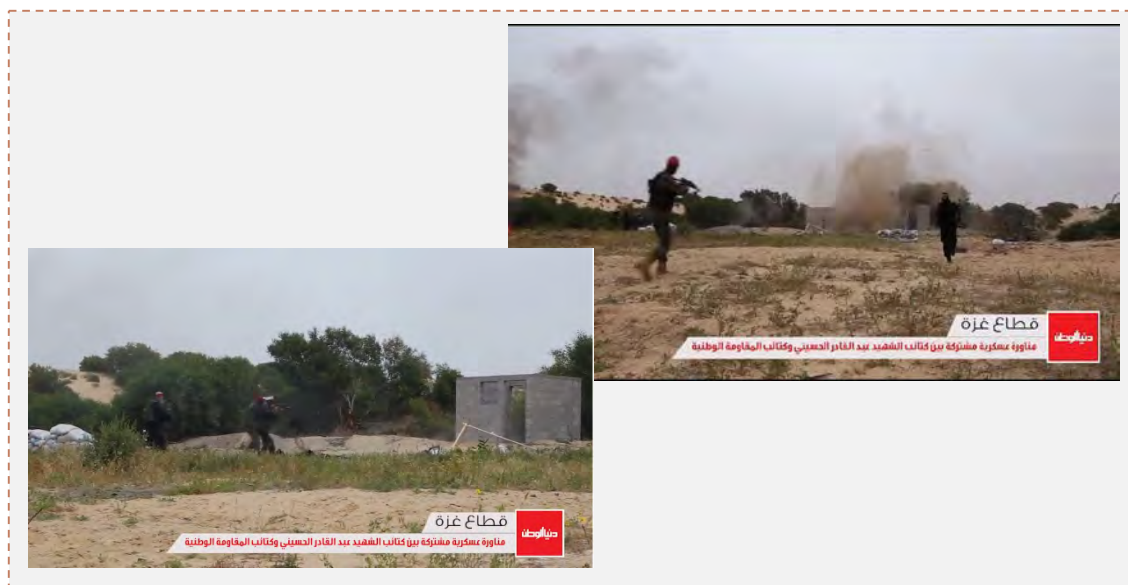 قطاع غزة
مناورة عسكرية مشتركة بين كتائب الشهيد عبد القادر الحسيني وكتائب المقاومة الوطنية
دنيا الوطن
قطاع غزة
مناورة عسكرية مشتركة بين كتائب الشهيد عبد القادر الحسيني وكتائب المقاومة الوطنية
دنيا الوطن